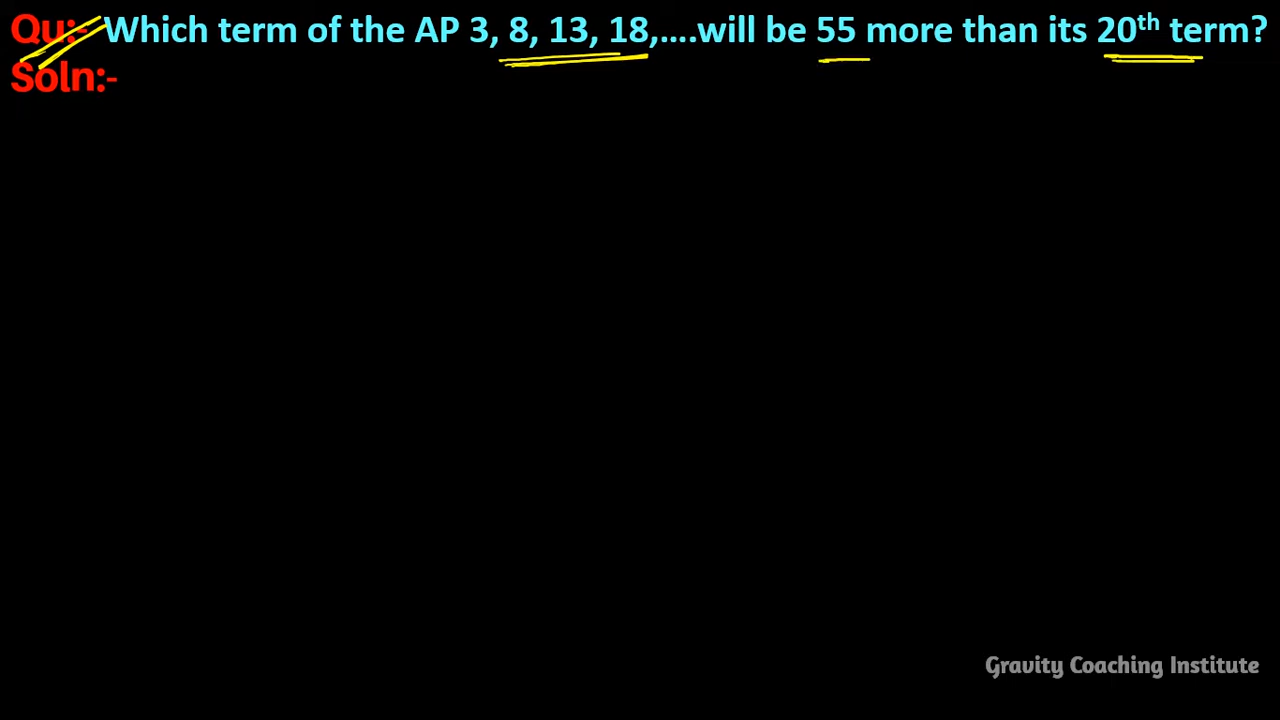 Qu:- Which term of the AP 3, 8, 13, 18,....will be 55 more than its 20th term?
Soln:-
Gravity Coaching Institute